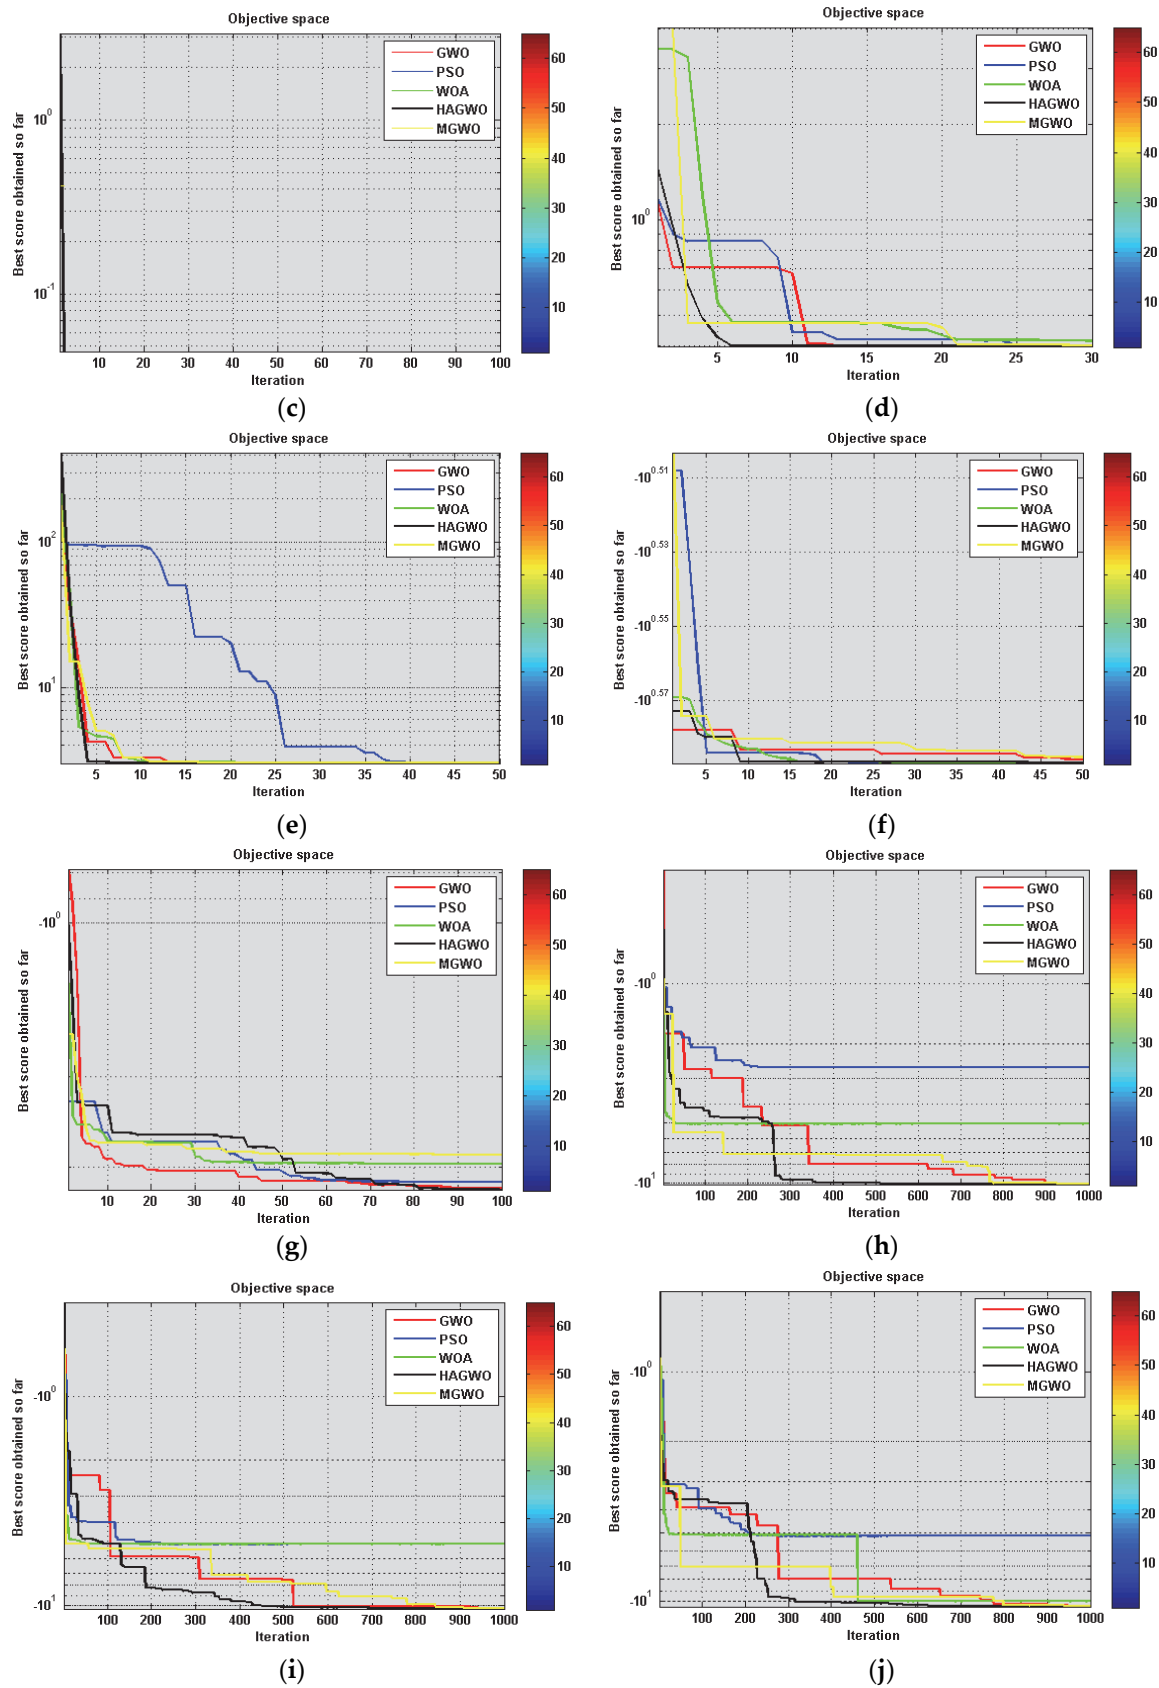 Objective space
Best score obtained so far
10^0
10^-1
GWO
PSO
WOA
HAGWO
MGWO
60
50
40
30
20
10
10 20 30 40 50 60 70 80 90 100
Iteration
(c)
Objective space
Best score obtained so far
10^0
GWO
PSO
WOA
HAGWO
MGWO
60
50
40
30
20
10
5 10 15 20 25 30
Iteration
(d)
Objective space
Best score obtained so far
10^2
10^1
GWO
PSO
WOA
HAGWO
MGWO
60
50
40
30
20
10
5 10 15 20 25 30 35 40 45 50
Iteration
(e)
Objective space
Best score obtained so far
-10^0.51
-10^0.53
-10^0.55
-10^0.57
GWO
PSO
WOA
HAGWO
MGWO
60
50
40
30
20
10
5 10 15 20 25 30 35 40 45 50
Iteration
(f)
Objective space
Best score obtained so far
-10^0
GWO
PSO
WOA
HAGWO
MGWO
60
50
40
30
20
10
10 20 30 40 50 60 70 80 90 100
Iteration
(g)
Objective space
Best score obtained so far
-10^0
-10^1
GWO
PSO
WOA
HAGWO
MGWO
60
50
40
30
20
10
100 200 300 400 500 600 700 800 900 1000
Iteration
(h)
Objective space
Best score obtained so far
-10^0
-10^1
GWO
PSO
WOA
HAGWO
MGWO
60
50
40
30
20
10
100 200 300 400 500 600 700 800 900 1000
Iteration
(i)
Objective space
Best score obtained so far
-10^0
-10^1
GWO
PSO
WOA
HAGWO
MGWO
60
50
40
30
20
10
100 200 300 400 500 600 700 800 900 1000
Iteration
(j)